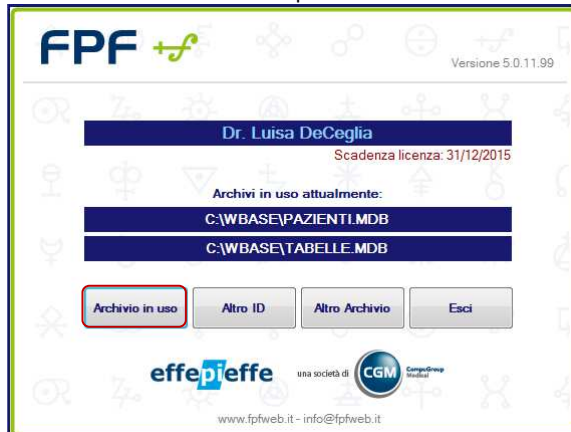 FPF
Versione 5.0.11.99
Dr. Luisa DeCeglia
Scadenza licenza: 31/12/2015
Archivi in uso attualmente:
C:\WBASE\PAZIENTI.MDB
C:\WBASE\TABELLE.MDB
Archivio in uso Altro ID Altro Archivio Esci
effepieffe una società di CGM CompuGroup Medical
www.fpfweb.it - info@fpfweb.it